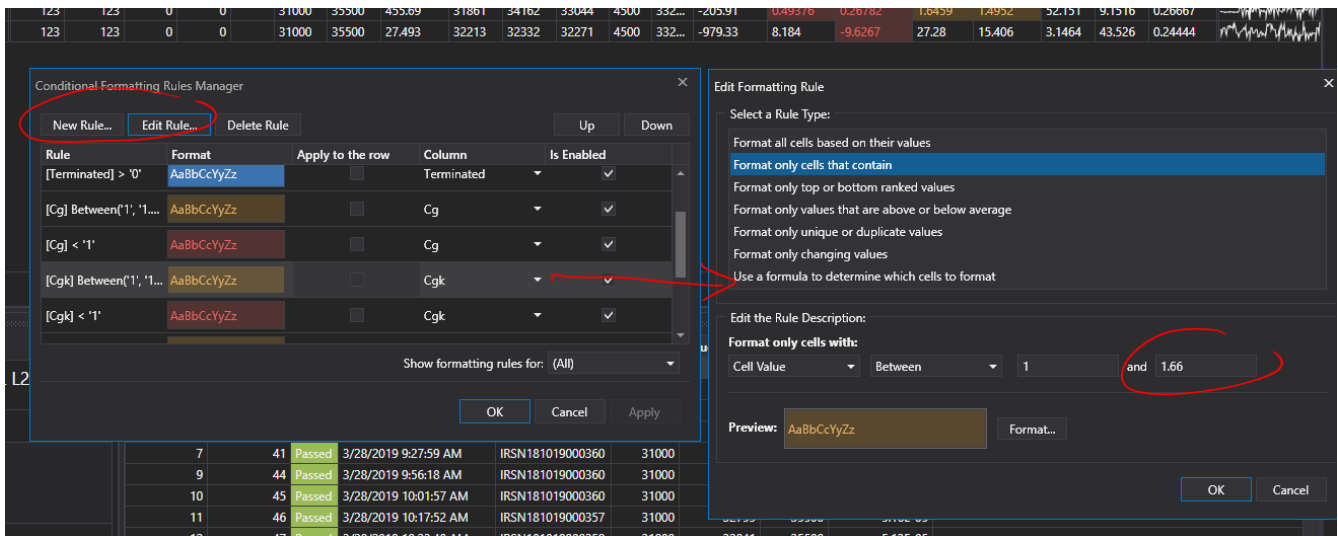 123 123 0 0 31000 35500 455.69 31861 34162 33044 4500 332... -205.91 0.49376 0.26782 1.6459 1.4952 52.151 9.1516 0.26667
123 123 0 0 31000 35500 27.493 32213 32332 32271 4500 332... -979.33 8.184 -9.6267 27.28 15.406 3.1464 43.526 0.24444
Conditional Formatting Rules Manager
New Rule... Edit Rule... Delete Rule Up Down
Rule Format Apply to the row Column Is Enabled
[Terminated] > '0' AaBbCcYyZz Terminated
[Cg] Between('1', '1.... AaBbCcYyZz Cg
[Cg] < '1' AaBbCcYyZz Cg
[Cgk] Between('1', '1... AaBbCcYyZz Cgk
[Cgk] < '1' AaBbCcYyZz Cgk
Show formatting rules for: (All)
OK Cancel Apply
Edit Formatting Rule
Select a Rule Type:
Format all cells based on their values
Format only cells that contain
Format only top or bottom ranked values
Format only values that are above or below average
Format only unique or duplicate values
Format only changing values
Use a formula to determine which cells to format
Edit the Rule Description:
Format only cells with:
Cell Value Between 1 and 1.66
Preview: AaBbCcYyZz Format...
OK Cancel
L2
7 41 Passed 3/28/2019 9:27:59 AM IRSN181019000360 31000
9 44 Passed 3/28/2019 9:56:18 AM IRSN181019000360 31000
10 45 Passed 3/28/2019 10:01:57 AM IRSN181019000360 31000
11 46 Passed 3/28/2019 10:17:52 AM IRSN181019000357 31000